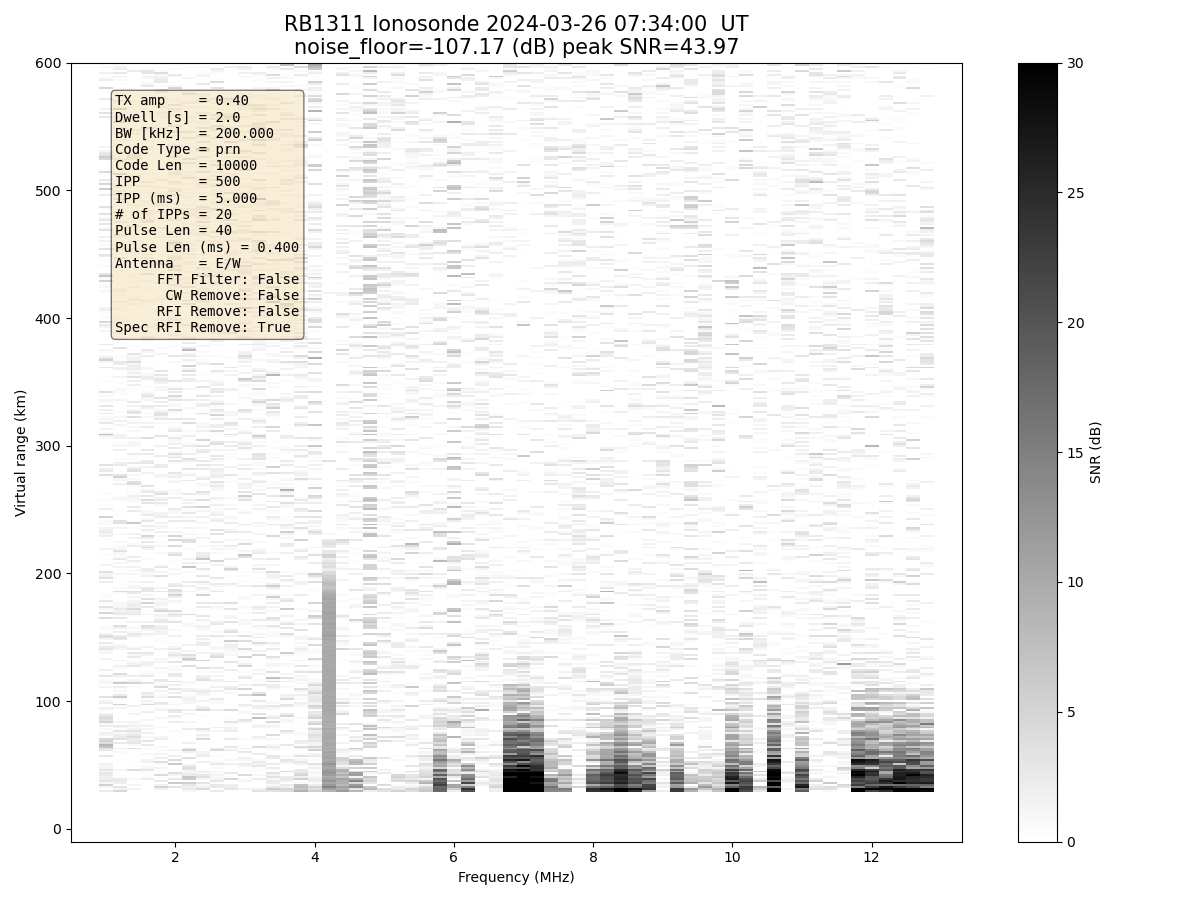 RB1311 Ionosonde 2024-03-26 07:34:00  UT
noise_floor=-107.17 (dB) peak SNR=43.97
TX amp    = 0.40
Dwell [s] = 2.0
BW [kHz]  = 200.000
Code Type = prn
Code Len  = 10000
IPP       = 500
IPP (ms)  = 5.000
# of IPPs = 20
Pulse Len = 40
Pulse Len (ms) = 0.400
Antenna   = E/W
FFT Filter: False
CW Remove: False
RFI Remove: False
Spec RFI Remove: True
Virtual range (km)
600
500
400
300
200
100
0
2 4 6 8 10 12
Frequency (MHz)
30
25
20
15
10
5
0
SNR (dB)